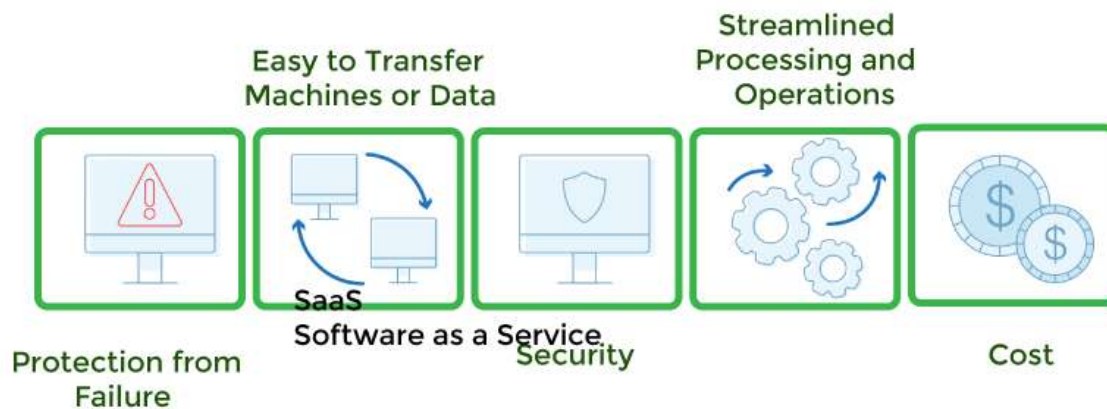 Streamlined
Processing and
Operations
Easy to Transfer
Machines or Data
$
$
SaaS
Software as a Service
Security
Cost
Protection from
Failure